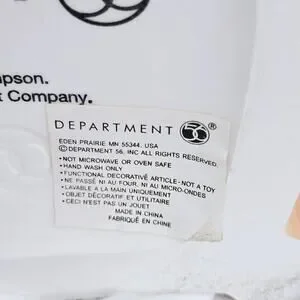 mpson.
t Company.
DEPARTMENT 56
EDEN PRAIRIE MN 55344. USA
©DEPARTMENT 56, INC ALL RIGHTS RESERVED.
• NOT MICROWAVE OR OVEN SAFE
• HAND WASH ONLY
• FUNCTIONAL DECORATIVE ARTICLE - NOT A TOY
• NE PASSÉ NI AU FOUR, NI AU MICRO-ONDES
• LAVABLE A LA MAIN UNIQUEMENT
• OBJET DÉCORATIF ET UTILITAIRE
• CECI N'EST PAS UN JOUET
MADE IN CHINA
FABRIQUÉ EN CHINE